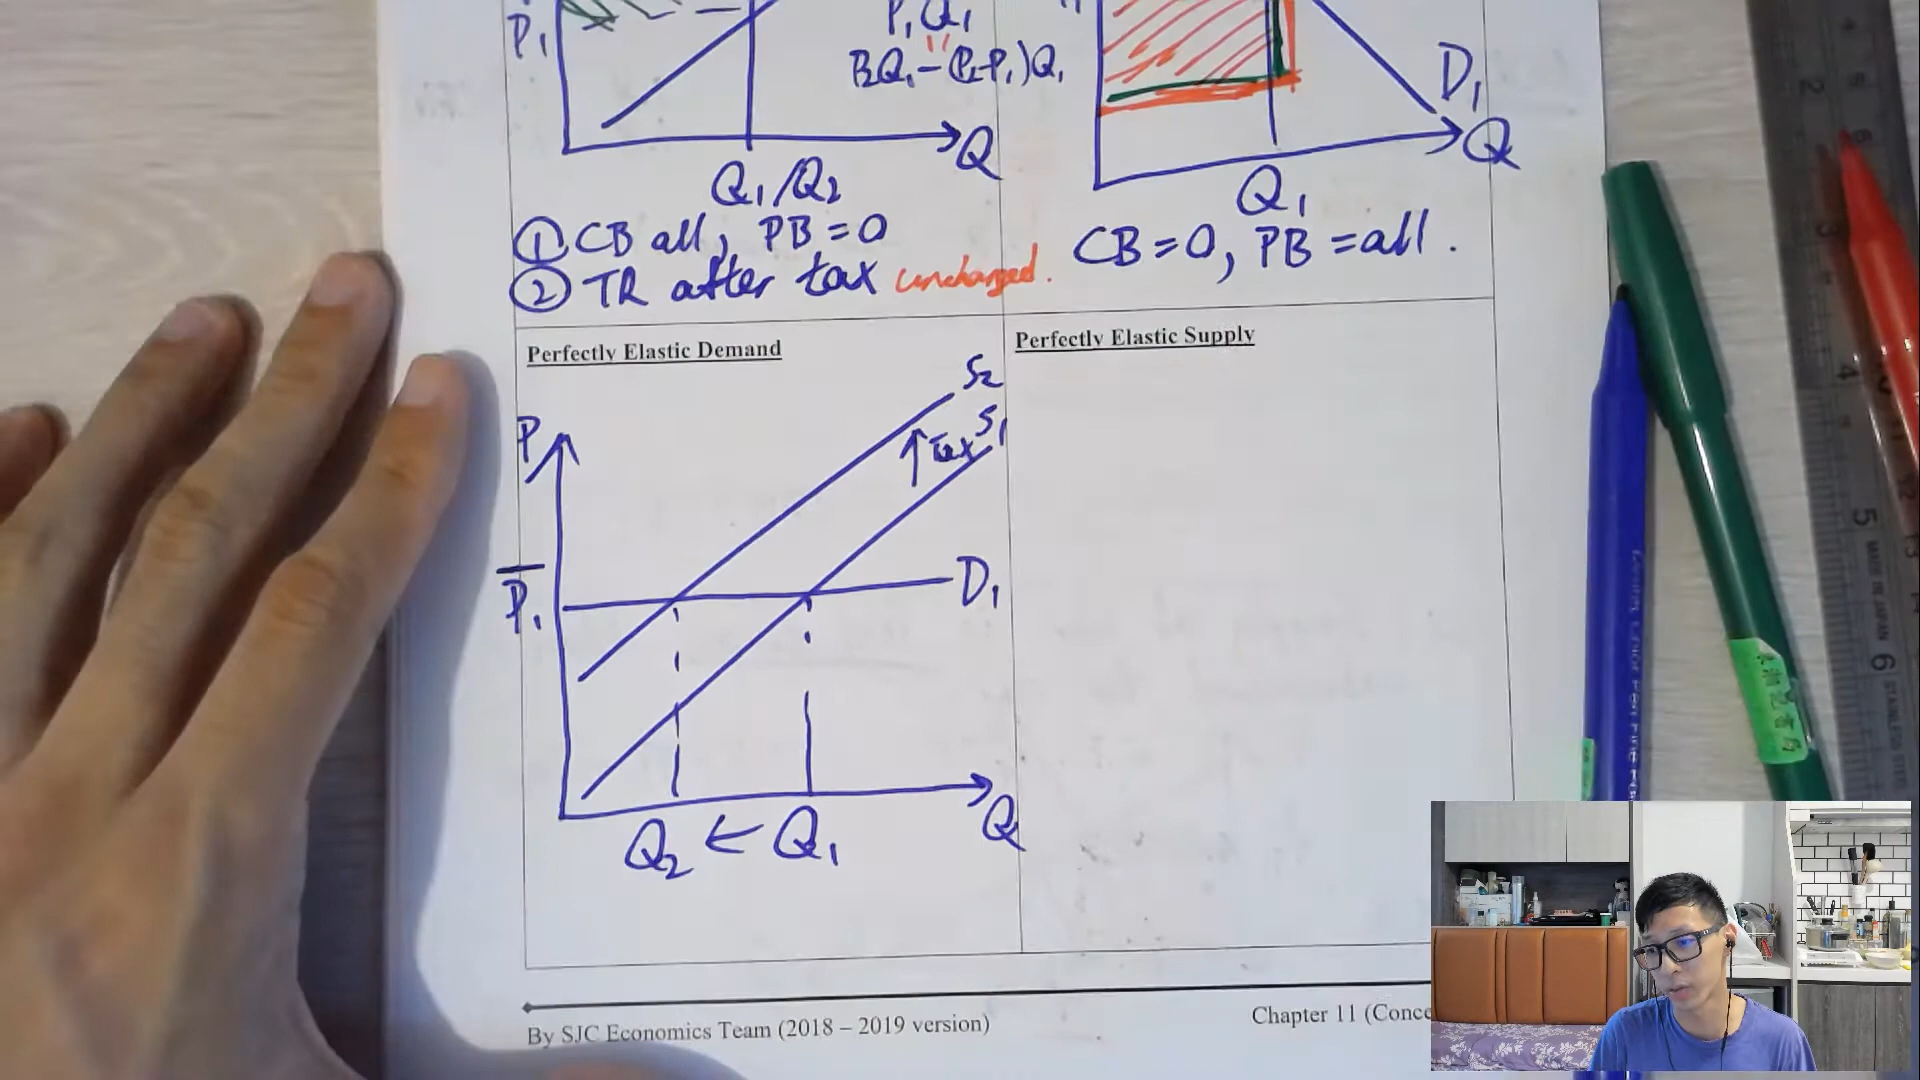 P₁
P₁Q₁
"
P₂Q₁-(P₂-P₁)Q₁
D₁
Q
Q
Q₁/Q₂
Q₁
① CB all, PB=0
② TR after tax unchanged.
CB=0, PB=all.
Perfectly Elastic Demand
Perfectly Elastic Supply
S₂
S₁
P
Tax
P₁
D₁
Q₂ ← Q₁
Q
By SJC Economics Team (2018 – 2019 version)
Chapter 11 (Conce